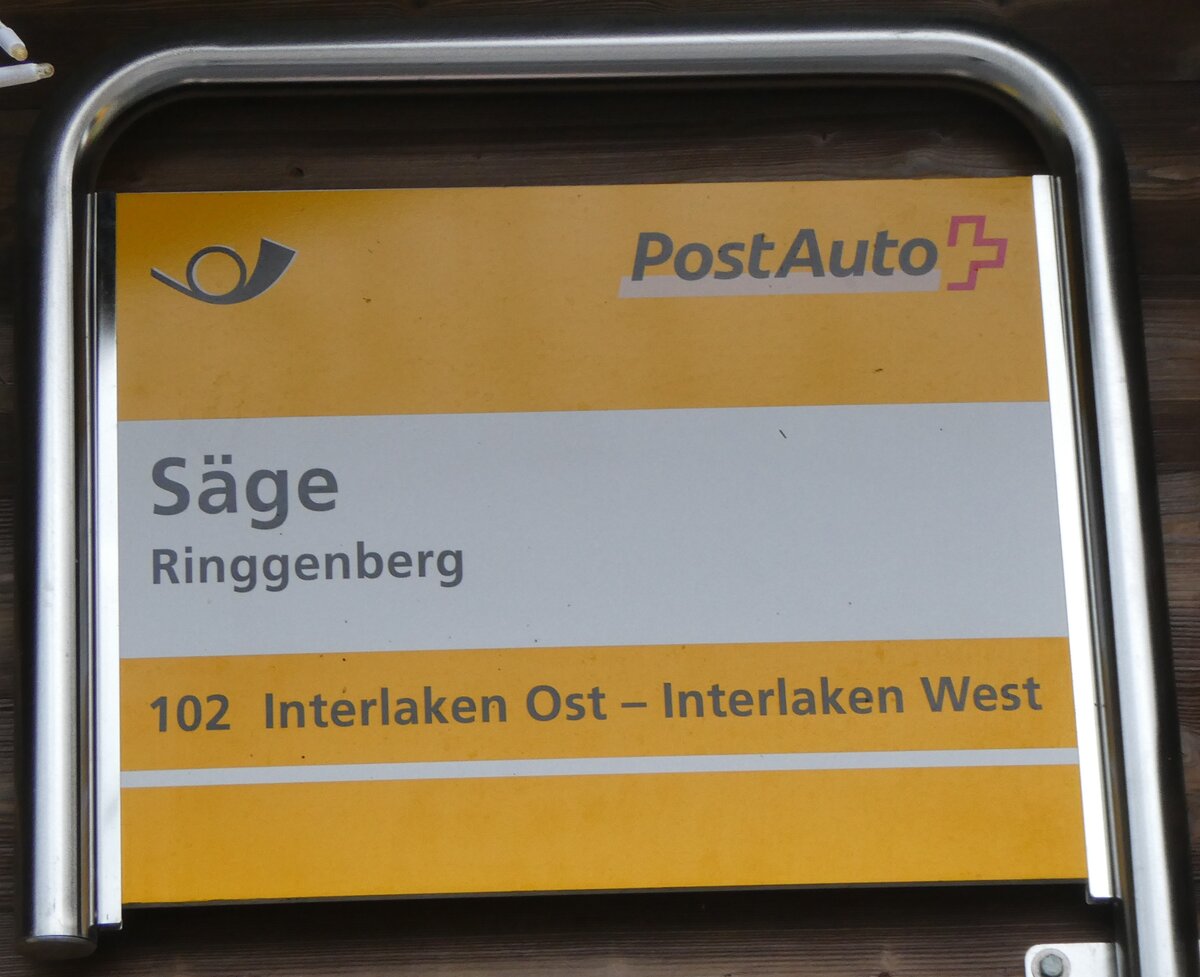 PostAuto
Säge
Ringgenberg
102 Interlaken Ost – Interlaken West